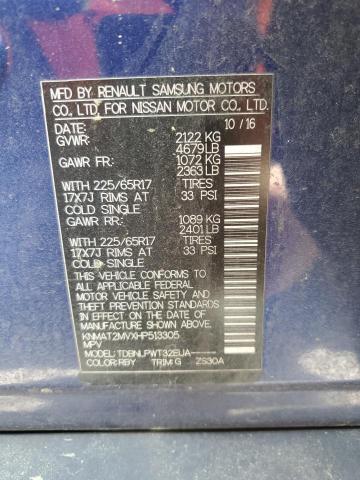 MFD BY RENAULT SAMSUNG MOTORS
CO., LTD. FOR NISSAN MOTOR CO., LTD.
DATE: 10 / 16
GVWR: 2122 KG
4679 LB
GAWR FR: 1072 KG
2363 LB
WITH 225/65R17 TIRES
17X7J RIMS AT 33 PSI
COLD SINGLE
GAWR RR: 1089 KG
2401 LB
WITH 225/65R17 TIRES
17X7J RIMS AT 33 PSI
COLD SINGLE
THIS VEHICLE CONFORMS TO
ALL APPLICABLE FEDERAL
MOTOR VEHICLE SAFETY
STANDARDS AND PREVENTION
IN EFFECT ON THE DATE OF
MANUFACTURE SHOWN ABOVE.
KNMAT2MVXHP513305
MPV
MODEL: TDBNLPWT32EUA------
COLOR: RBY TRIM: G ZS30A